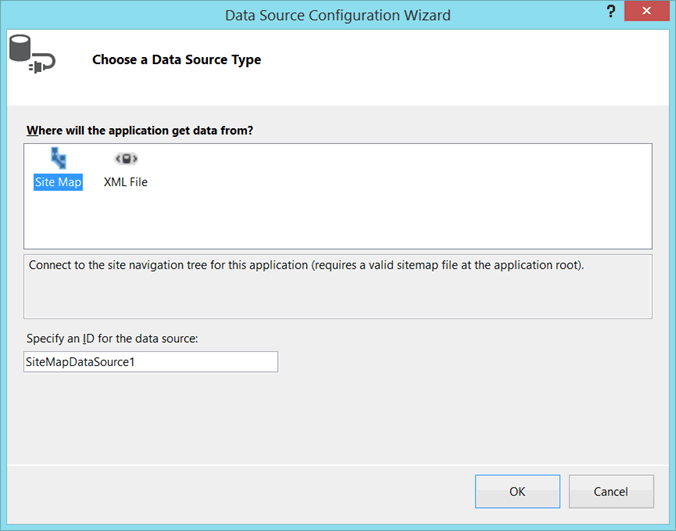 Data Source Configuration Wizard
?
Choose a Data Source Type
Where will the application get data from?
Site Map
XML File
Connect to the site navigation tree for this application (requires a valid sitemap file at the application root).
Specify an ID for the data source:
SiteMapDataSource1
OK
Cancel